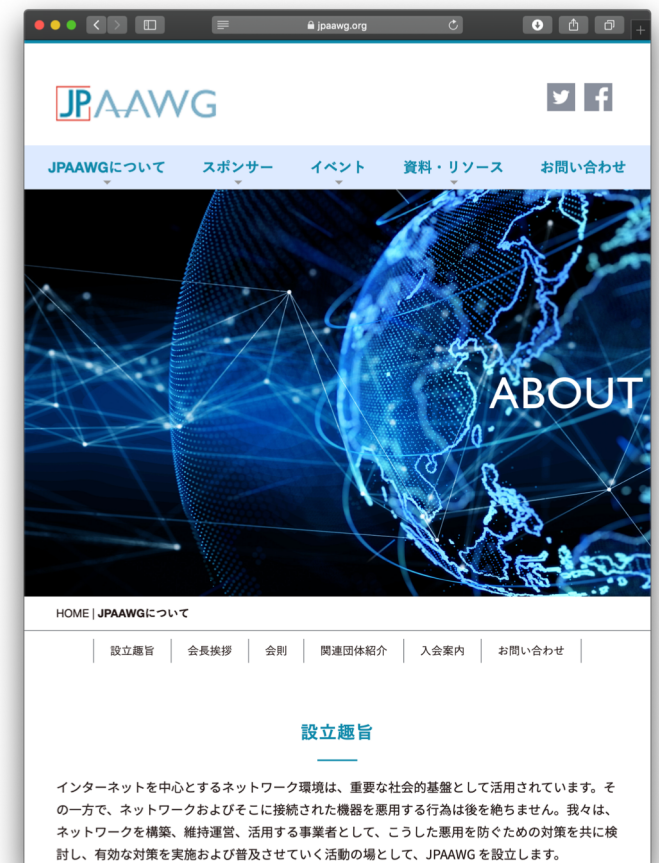 jpaawg.org
JPAAWG
JPAAWGについて スポンサー イベント 資料・リソース お問い合わせ
ABOUT
HOME | JPAAWGについて
設立趣旨 会長挨拶 会則 関連団体紹介 入会案内 お問い合わせ
設立趣旨
インターネットを中心とするネットワーク環境は、重要な社会的基盤として活用されています。そ
の一方で、ネットワークおよびそこに接続された機器を悪用する行為は後を絶ちません。我々は、
ネットワークを構築、維持運営、活用する事業者として、こうした悪用を防ぐための対策を共に検
討し、有効な対策を実施および普及させていく活動の場として、JPAAWG を設立します。